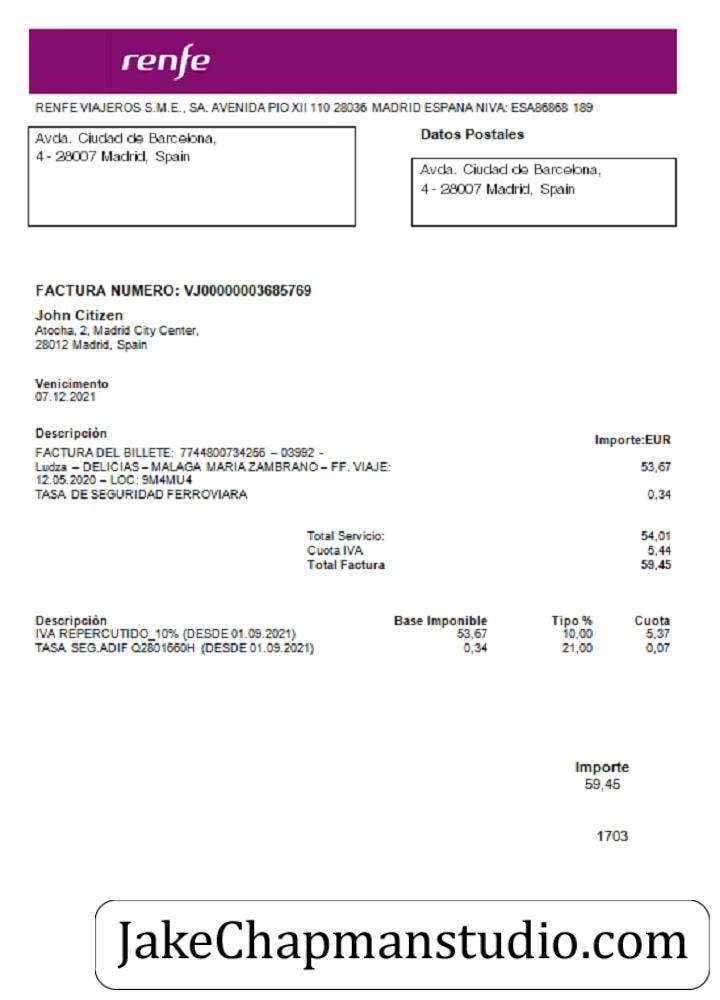 renfe
RENFE VIAJEROS S.M.E., SA. AVENIDA PIO XII 110 28036 MADRID ESPANA NIVA: ESA86868 189
Avda. Ciudad de Barcelona,
4 - 28007 Madrid, Spain
Datos Postales
Avda. Ciudad de Barcelona,
4 - 28007 Madrid, Spain
FACTURA NUMERO: VJ00000003685769
John Citizen
Atocha, 2, Madrid City Center,
28012 Madrid, Spain
Venicimento
07.12.2021
Descripciòn Importe:EUR
FACTURA DEL BILLETE: 7744800734256 – 03992 -
Ludza – DELICIAS – MALAGA MARIA ZAMBRANO – FF. VIAJE: 53,67
12.05.2020 – LOC: 9M4MU4
TASA DE SEGURIDAD FERROVIARA 0,34
Total Servicio: 54,01
Cuota IVA 5,44
Total Factura 59,45
Descripciòn Base Imponible Tipo % Cuota
IVA REPERCUTIDO_10% (DESDE 01.09.2021) 53,67 10,00 5,37
TASA SEG.ADIF Q2801660H (DESDE 01.09.2021) 0,34 21,00 0,07
Importe
59,45
1703
JakeChapmanstudio.com